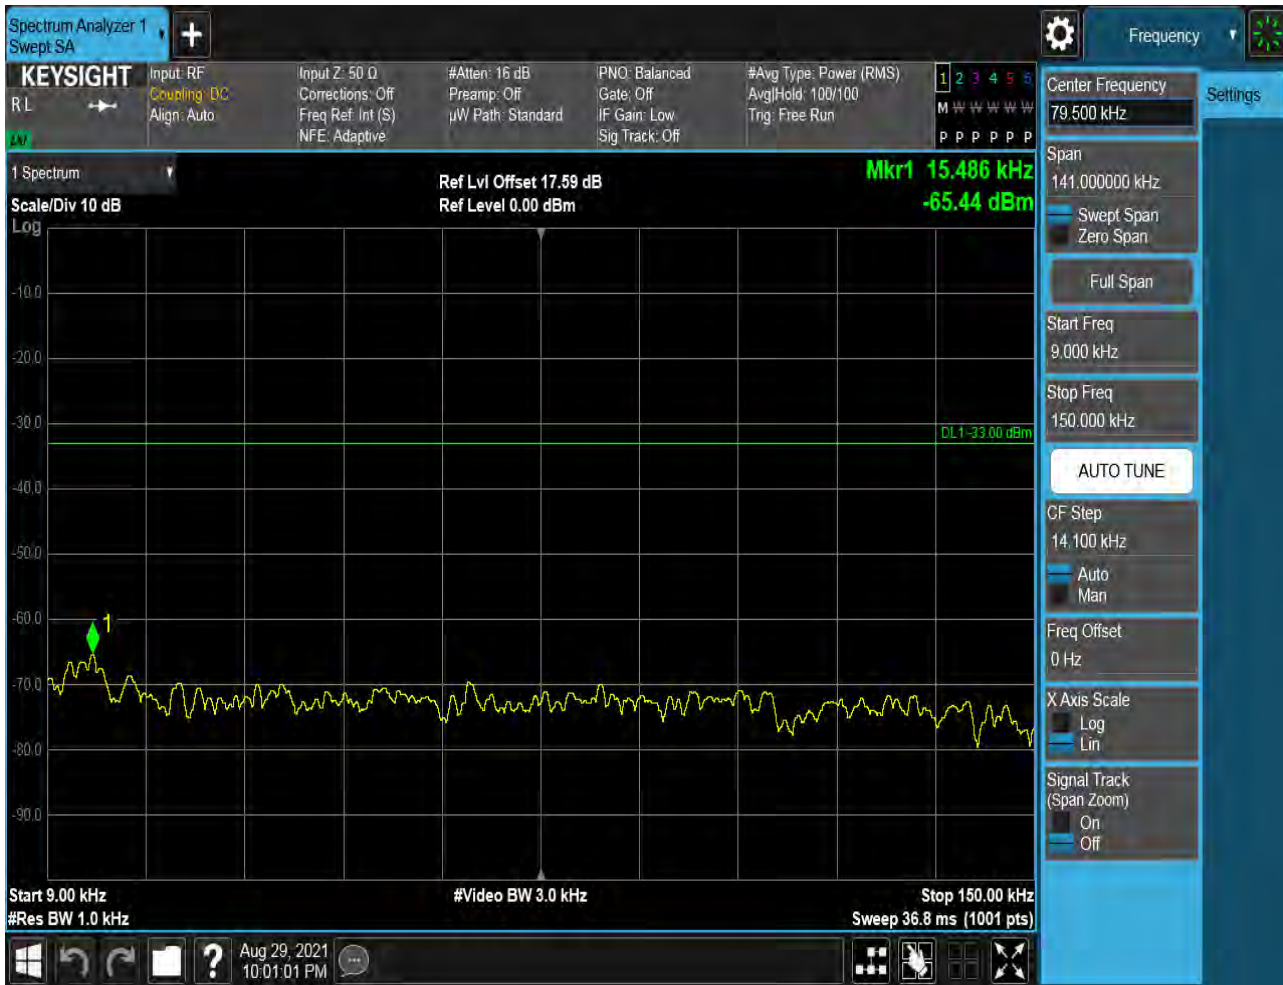 Spectrum Analyzer 1
Swept SA
Frequency
KEYSIGHT
R L
LXI
Input: RF
Coupling: DC
Align: Auto
Input Z: 50 Ω
Corrections: Off
Freq Ref: Int (S)
NFE: Adaptive
#Atten: 16 dB
Preamp: Off
µW Path: Standard
PNO: Balanced
Gate: Off
IF Gain: Low
Sig Track: Off
#Avg Type: Power (RMS)
Avg|Hold: 100/100
Trig: Free Run
1 2 3 4 5 6
M W W W W W
P P P P P P
1 Spectrum
Scale/Div 10 dB
Log
Ref Lvl Offset 17.59 dB
Ref Level 0.00 dBm
Mkr1 15.486 kHz
-65.44 dBm
-10.0
-20.0
-30.0
DL1 -33.00 dBm
-40.0
-50.0
-60.0
1
-70.0
-80.0
-90.0
Start 9.00 kHz
#Video BW 3.0 kHz
Stop 150.00 kHz
#Res BW 1.0 kHz
Sweep 36.8 ms (1001 pts)
Aug 29, 2021
10:01:01 PM
Center Frequency
79.500 kHz
Settings
Span
141.000000 kHz
Swept Span
Zero Span
Full Span
Start Freq
9.000 kHz
Stop Freq
150.000 kHz
AUTO TUNE
CF Step
14.100 kHz
Auto
Man
Freq Offset
0 Hz
X Axis Scale
Log
Lin
Signal Track
(Span Zoom)
On
Off